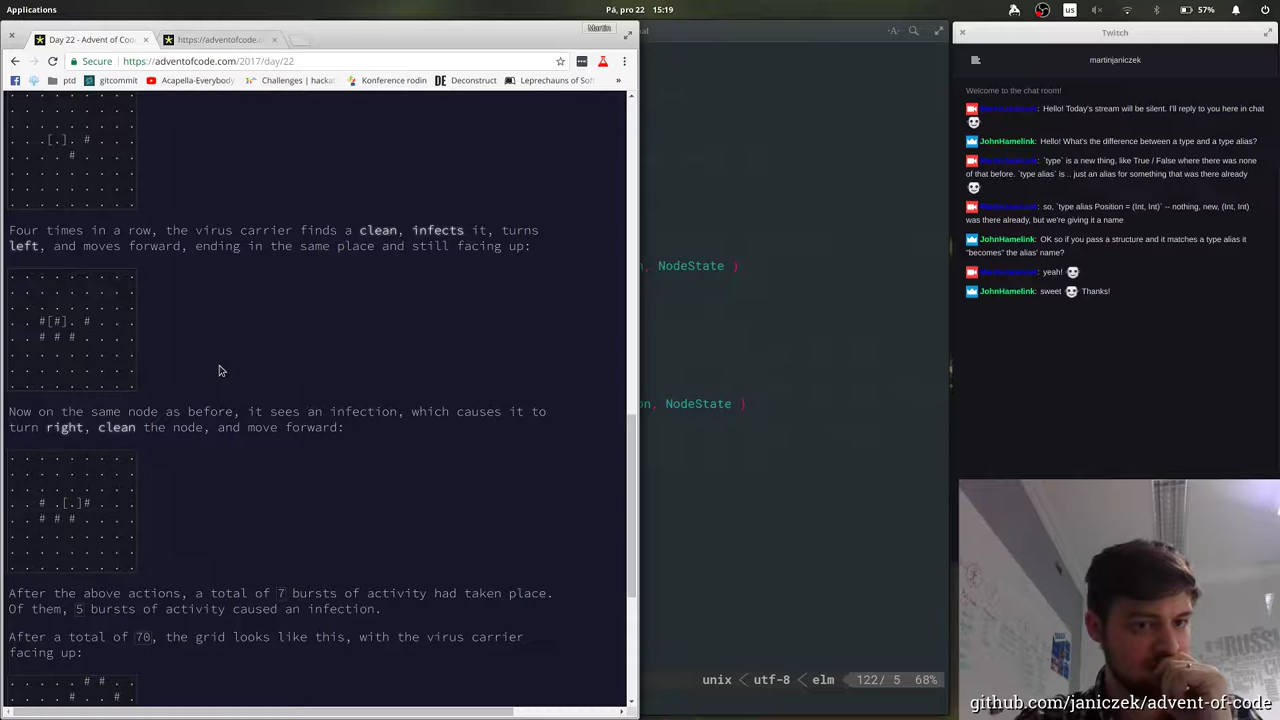 Applications
Pá, pro 22 15:19
us
57%
Martin
Day 22 - Advent of Cod
https://adventofcode.
Secure
https://adventofcode.com/2017/day/22
ptd
gitcommit
Acapella-Everybody
Challenges | hackat
Konference rodin
Deconstruct
Leprechauns of Soft
»
Twitch
martinjaniczek
Welcome to the chat room!
Hello! Today's stream will be silent. I'll reply to you here in chat
JohnHamelink: Hello! What's the difference between a type and a type alias?
`type` is a new thing, like True / False where there was none
of that before. `type alias` is .. just an alias for something that was there already
so, `type alias Position = (Int, Int)` -- nothing, new, (Int, Int)
was there already, but we're giving it a name
JohnHamelink: OK so if you pass a structure and it matches a type alias it
"becomes" the alias' name?
yeah!
JohnHamelink: sweet Thanks!
. . . [.] . # . . .
. . . . # . . . .
Four times in a row, the virus carrier finds a clean, infects it, turns
left, and moves forward, ending in the same place and still facing up:
. . #[#]. # . . .
. . # # # . . . .
Now on the same node as before, it sees an infection, which causes it to
turn right, clean the node, and move forward:
. . # .[.]# . . .
. . # # # . . . .
After the above actions, a total of 7 bursts of activity had taken place.
Of them, 5 bursts of activity caused an infection.
After a total of 70, the grid looks like this, with the virus carrier
facing up:
. . . . . # # . .
. . . . # . . # .
n, NodeState )
on, NodeState )
unix < utf-8 < elm
122/ 5 68%
github.com/janiczek/advent-of-code